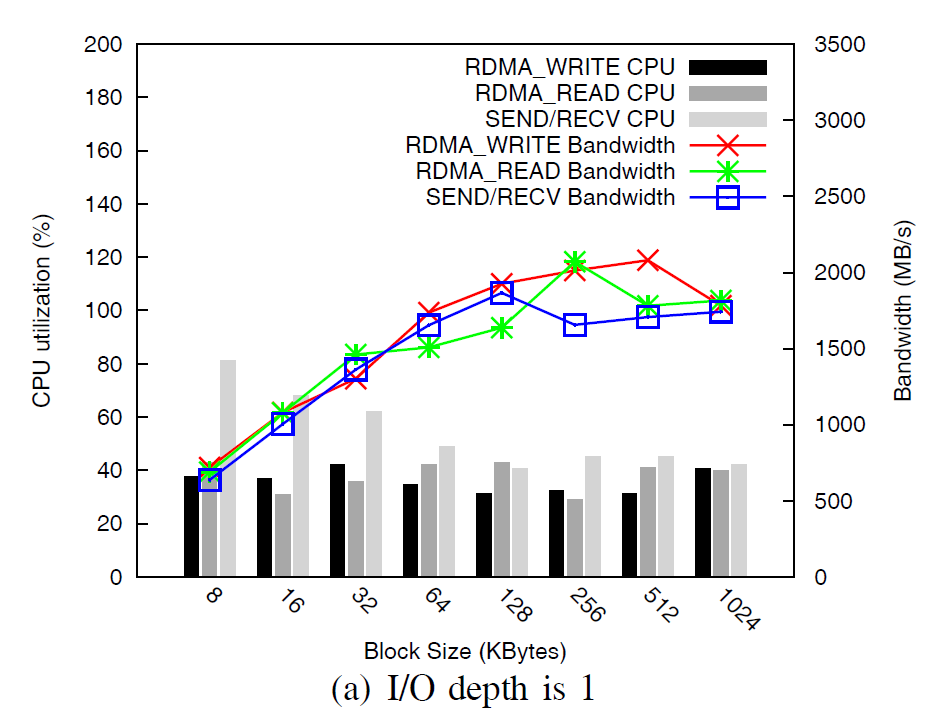 200
180
160
140
120
100
80
60
40
20
0
CPU utilization (%)
3500
3000
2500
2000
1500
1000
500
0
Bandwidth (MB/s)
RDMA_WRITE CPU
RDMA_READ CPU
SEND/RECV CPU
RDMA_WRITE Bandwidth
RDMA_READ Bandwidth
SEND/RECV Bandwidth
8 16 32 64 128 256 512 1024
Block Size (KBytes)
(a) I/O depth is 1